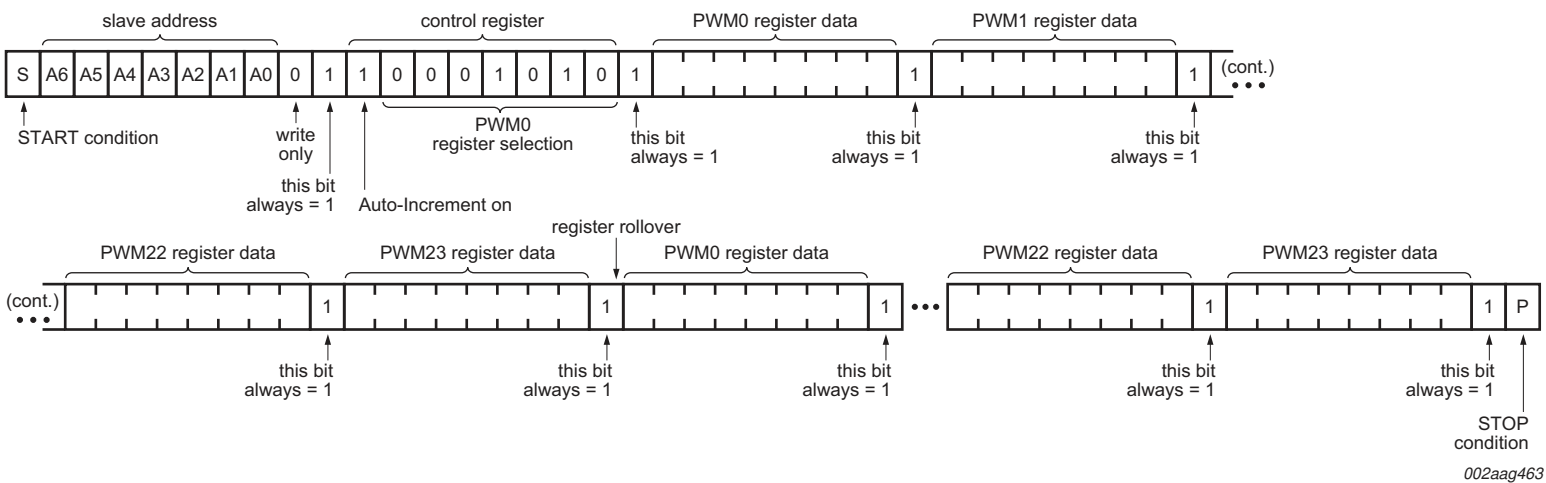 slave address control register PWM0 register data PWM1 register data
S A6 A5 A4 A3 A2 A1 A0 0 1 1 0 0 0 1 0 1 0 1 1 1 (cont.)
START condition
write
only
this bit
always = 1
Auto-Increment on
PWM0
register selection
this bit
always = 1
this bit
always = 1
this bit
always = 1
register rollover
PWM22 register data PWM23 register data PWM0 register data PWM22 register data PWM23 register data
(cont.) 1 1 1 1 1 P
this bit
always = 1
this bit
always = 1
this bit
always = 1
this bit
always = 1
this bit
always = 1
STOP
condition
002aag463